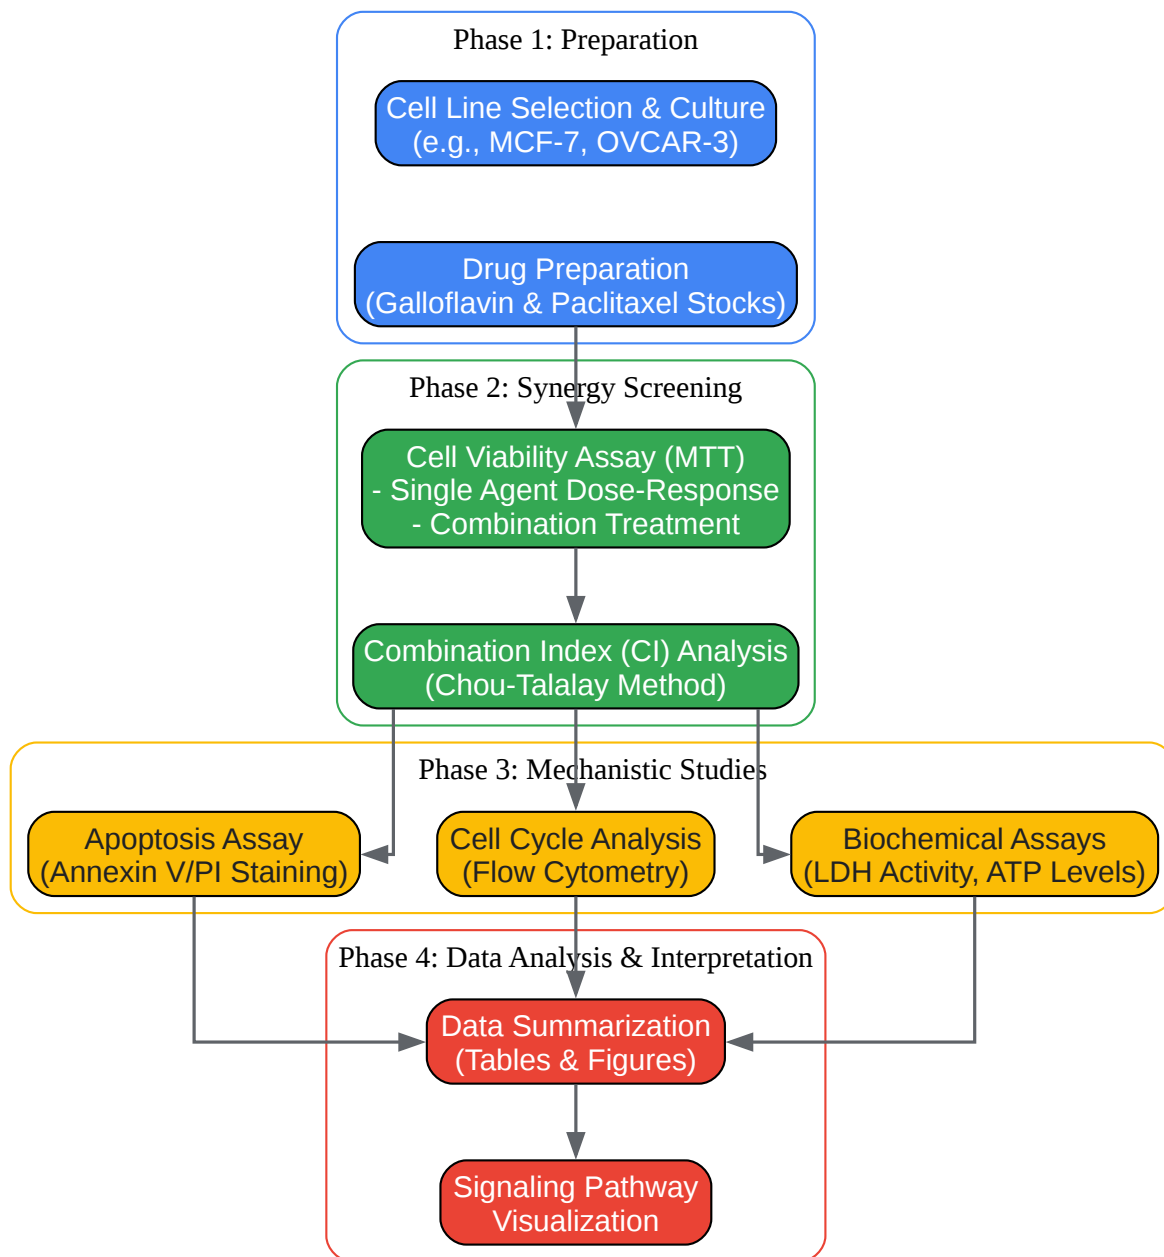 Phase 1: Preparation
Cell Line Selection & Culture
(e.g., MCF-7, OVCAR-3)
Drug Preparation
(Galloflavin & Paclitaxel Stocks)
Phase 2: Synergy Screening
Cell Viability Assay (MTT)
- Single Agent Dose-Response
- Combination Treatment
Combination Index (CI) Analysis
(Chou-Talalay Method)
Phase 3: Mechanistic Studies
Apoptosis Assay
(Annexin V/PI Staining)
Cell Cycle Analysis
(Flow Cytometry)
Biochemical Assays
(LDH Activity, ATP Levels)
Phase 4: Data Analysis & Interpretation
Data Summarization
(Tables & Figures)
Signaling Pathway
Visualization